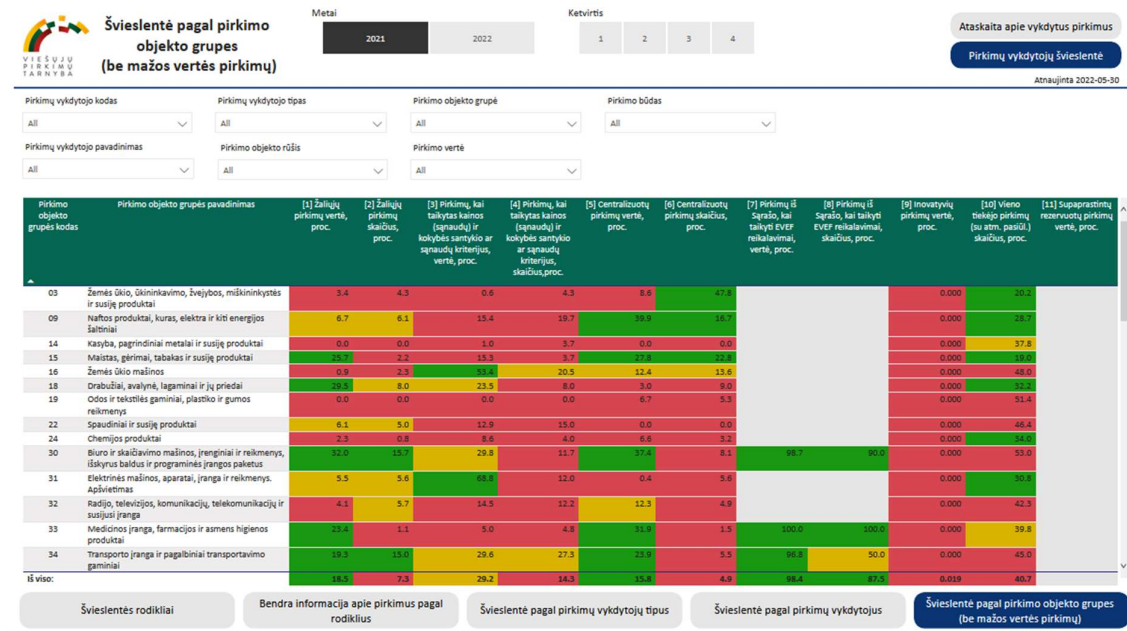 VIEŠŲJŲ
PIRKIMŲ
TARNYBA
Švieslentė pagal pirkimo
objekto grupes
(be mažos vertės pirkimų)
Metai
2021 2022
Ketvirtis
1 2 3 4
Ataskaita apie vykdytus pirkimus
Pirkimų vykdytojų švieslentė
Atnaujinta 2022-05-30
Pirkimų vykdytojo kodas Pirkimų vykdytojo tipas Pirkimo objekto grupė Pirkimo būdas
All All All All
Pirkimų vykdytojo pavadinimas Pirkimo objekto rūšis Pirkimo vertė
All All All
Pirkimo
objekto
grupės kodas
Pirkimo objekto grupės pavadinimas
[1] Žaliųjų
pirkimų vertė,
proc.
[2] Žaliųjų
pirkimų
skaičius,
proc.
[3] Pirkimų, kai
taikytas kainos
(sąnaudų) ir
kokybės santykio ar
sąnaudų kriterijus,
vertė, proc.
[4] Pirkimų, kai
taikytas kainos
(sąnaudų) ir
kokybės santykio
ar sąnaudų
kriterijus,
skaičius,proc.
[5] Centralizuotų
pirkimų vertė,
proc.
[6] Centralizuotų
pirkimų skaičius,
proc.
[7] Pirkimų iš
Sąrašo, kai
taikyti EVEF
reikalavimai,
vertė, proc.
[8] Pirkimų iš
Sąrašo, kai taikyti
EVEF reikalavimai,
skaičius, proc.
[9] Inovatyvių
pirkimų vertė,
proc.
[10] Vieno
tiekėjo pirkimų
(su atm. pasiūl.)
skaičius, proc.
[11] Supaprastintų
rezervuotų pirkimų
vertė, proc.
03 Žemės ūkio, ūkininkavimo, žvejybos, miškininkystės 3.4 4.3 0.6 4.3 8.6 47.8 0.000 20.2
ir susiję produktai
09 Naftos produktai, kuras, elektra ir kiti energijos 6.7 6.1 15.4 19.7 39.9 16.7 0.000 28.7
šaltiniai
14 Kasyba, pagrindiniai metalai ir susiję produktai 0.0 0.0 1.0 3.7 0.0 0.0 0.000 37.8
15 Maistas, gėrimai, tabakas ir susiję produktai 25.7 2.2 15.3 3.7 27.8 22.8 0.000 19.0
16 Žemės ūkio mašinos 0.9 2.3 53.4 20.5 12.4 13.6 0.000 48.0
18 Drabužiai, avalynė, lagaminai ir jų priedai 29.5 8.0 23.5 8.0 3.0 9.0 0.000 32.2
19 Odos ir tekstilės gaminiai, plastiko ir gumos 0.0 0.0 0.0 0.0 6.7 5.3 0.000 51.4
reikmenys
22 Spaudiniai ir susiję produktai 6.1 5.0 12.9 15.0 0.0 0.0 0.000 46.4
24 Chemijos produktai 2.3 0.8 8.6 4.0 6.6 3.2 0.000 34.0
30 Biuro ir skaičiavimo mašinos, įrenginiai ir reikmenys, 32.0 15.7 29.8 11.7 37.4 8.1 98.7 90.0 0.000 53.0
išskyrus baldus ir programinės įrangos paketus
31 Elektrinės mašinos, aparatai, įranga ir reikmenys. 5.5 5.6 68.8 12.0 0.4 5.6 0.000 30.8
Apšvietimas
32 Radijo, televizijos, komunikacijų, telekomunikacijų ir 4.1 5.7 14.5 12.2 12.3 4.9 0.000 42.3
susijusi įranga
33 Medicinos įranga, farmacijos ir asmens higienos 23.4 1.1 5.0 4.8 31.9 1.5 100.0 100.0 0.000 39.8
produktai
34 Transporto įranga ir pagalbiniai transportavimo 19.3 15.0 29.6 27.3 23.9 5.5 96.8 50.0 0.000 45.0
gaminiai
Iš viso: 18.5 7.3 29.2 14.3 15.8 4.9 98.4 87.5 0.019 40.7
Švieslentės rodikliai
Bendra informacija apie pirkimus pagal
rodiklius
Švieslentė pagal pirkimų vykdytojų tipus
Švieslentė pagal pirkimų vykdytojus
Švieslentė pagal pirkimo objekto grupes
(be mažos vertės pirkimų)